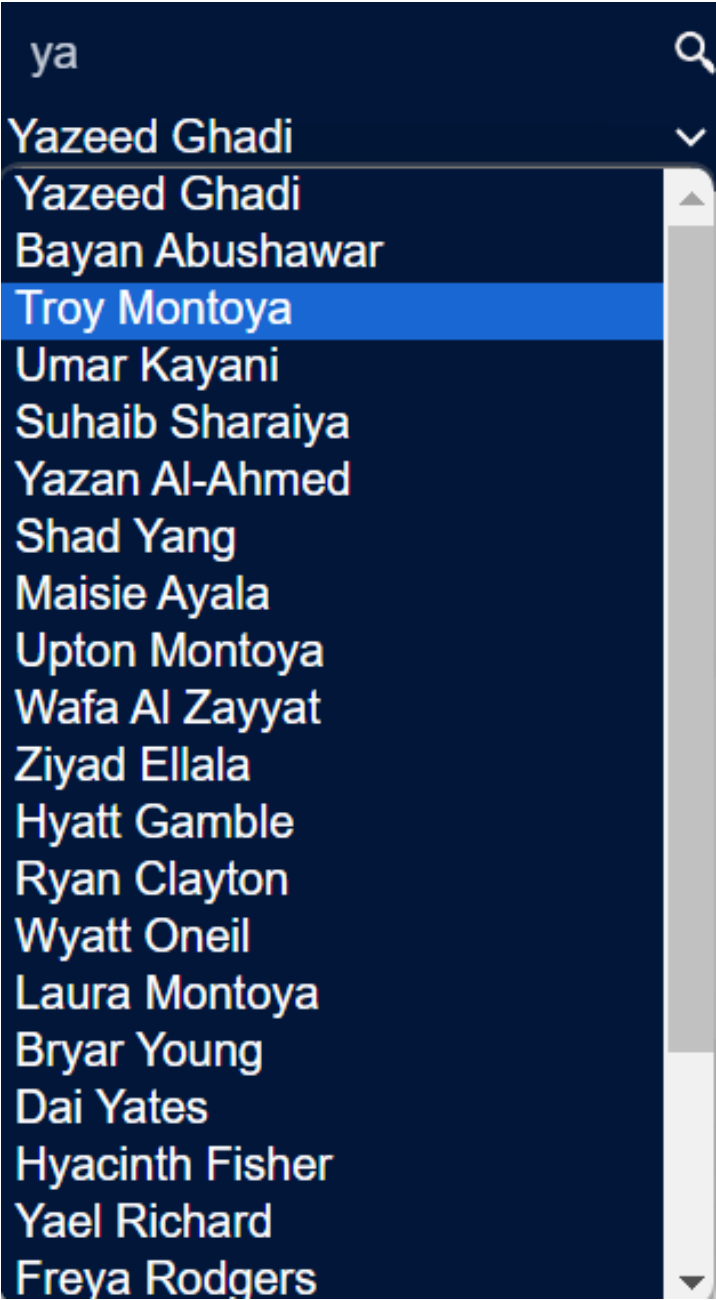 ya
Yazeed Ghadi
Yazeed Ghadi
Bayan Abushawar
Troy Montoya
Umar Kayani
Suhaib Sharaiya
Yazan Al-Ahmed
Shad Yang
Maisie Ayala
Upton Montoya
Wafa Al Zayyat
Ziyad Ellala
Hyatt Gamble
Ryan Clayton
Wyatt Oneil
Laura Montoya
Bryar Young
Dai Yates
Hyacinth Fisher
Yael Richard
Freya Rodgers